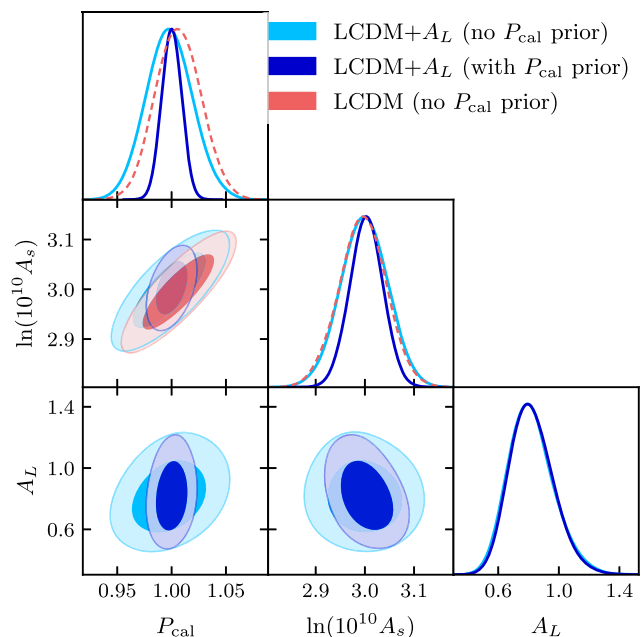 LCDM+A_L (no P_cal prior)
LCDM+A_L (with P_cal prior)
LCDM (no P_cal prior)
3.1
3.0
2.9
ln(10^10 A_s)
1.4
1.0
0.6
A_L
0.95 1.00 1.05
2.9 3.0 3.1
0.6 1.0 1.4
P_cal
ln(10^10 A_s)
A_L